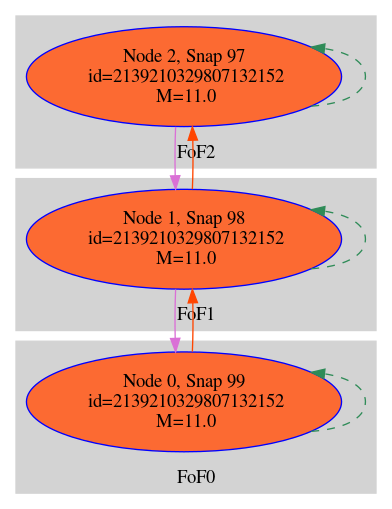 Node 2, Snap 97
id=2139210329807132152
M=11.0
FoF2
Node 1, Snap 98
id=2139210329807132152
M=11.0
FoF1
Node 0, Snap 99
id=2139210329807132152
M=11.0
FoF0